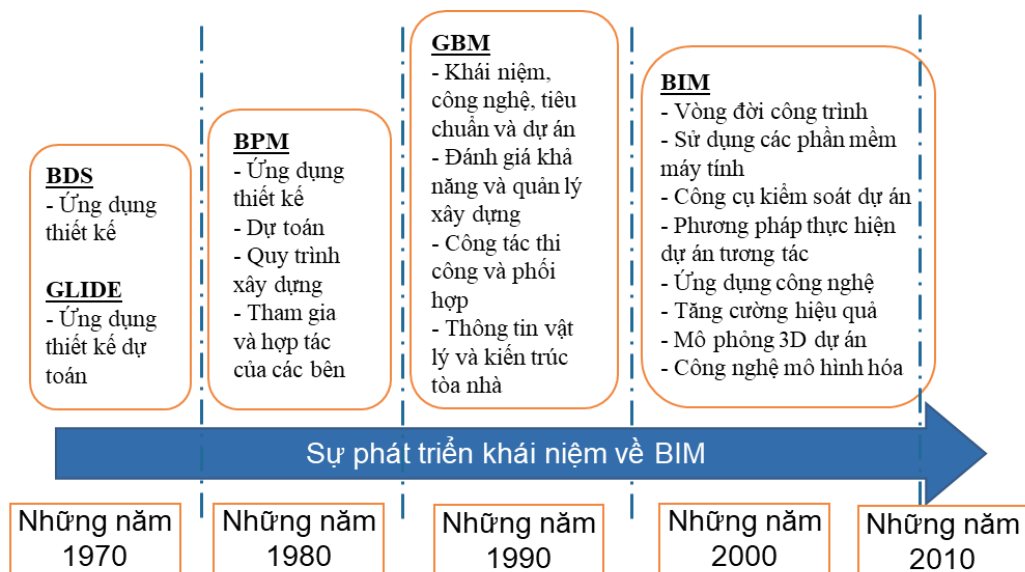 BDS
- Ứng dụng
thiết kế
GLIDE
- Ứng dụng
thiết kế dự
toán
BPM
- Ứng dụng
thiết kế
- Dự toán
- Quy trình
xây dựng
- Tham gia
và hợp tác
của các bên
GBM
- Khái niệm,
công nghệ, tiêu
chuẩn và dự án
- Đánh giá khả
năng và quản lý
xây dựng
- Công tác thi
công và phối
hợp
- Thông tin vật
lý và kiến trúc
tòa nhà
BIM
- Vòng đời công trình
- Sử dụng các phần mềm
máy tính
- Công cụ kiểm soát dự án
- Phương pháp thực hiện
dự án tương tác
- Ứng dụng công nghệ
- Tăng cường hiệu quả
- Mô phỏng 3D dự án
- Công nghệ mô hình hóa
Sự phát triển khái niệm về BIM
Những năm
1970
Những năm
1980
Những năm
1990
Những năm
2000
Những năm
2010